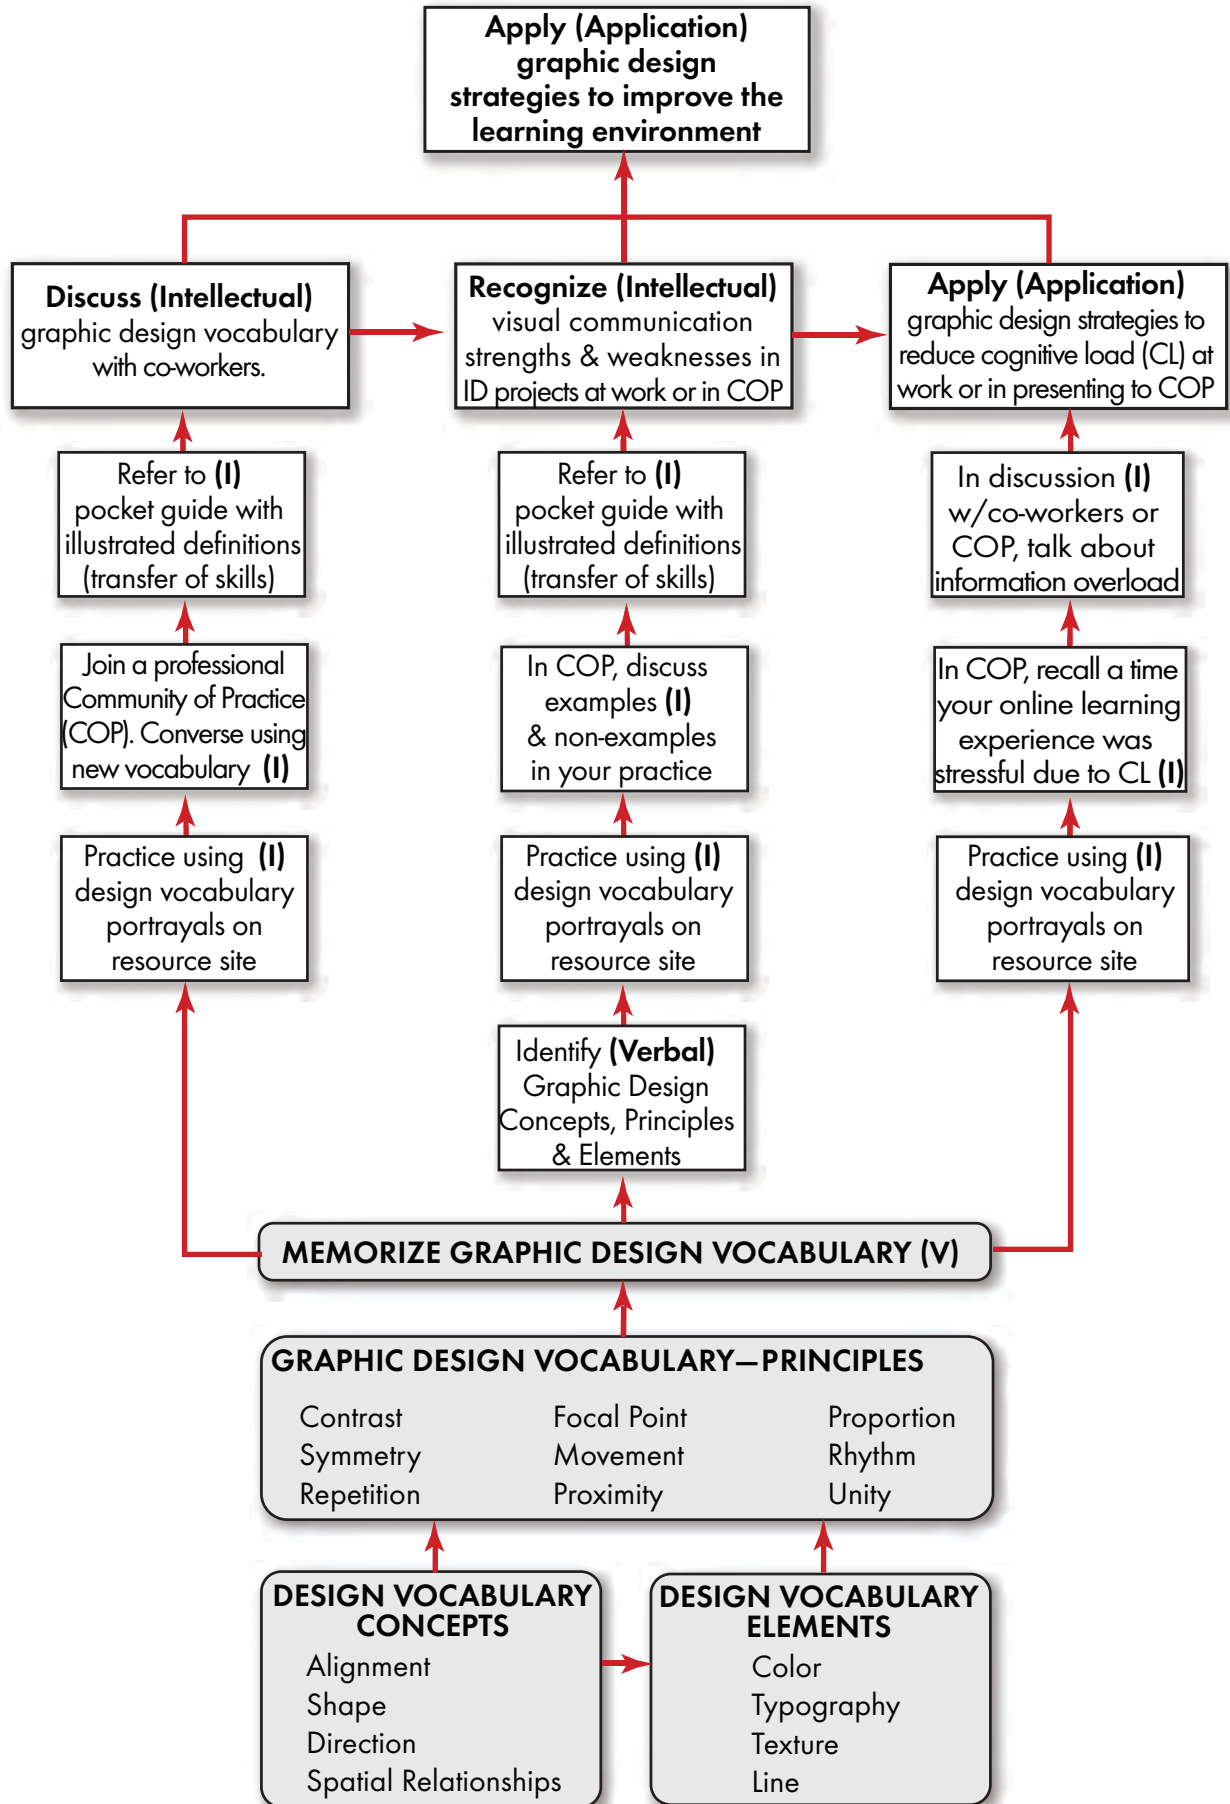 Apply (Application)
graphic design
strategies to improve the
learning environment
Discuss (Intellectual)
graphic design vocabulary
with co-workers.
Recognize (Intellectual)
visual communication
strengths & weaknesses in
ID projects at work or in COP
Apply (Application)
graphic design strategies to
reduce cognitive load (CL) at
work or in presenting to COP
Refer to (I)
pocket guide with
illustrated definitions
(transfer of skills)
Refer to (I)
pocket guide with
illustrated definitions
(transfer of skills)
In discussion (I)
w/co-workers or
COP, talk about
information overload
Join a professional
Community of Practice
(COP). Converse using
new vocabulary (I)
In COP, discuss
examples (I)
& non-examples
in your practice
In COP, recall a time
your online learning
experience was
stressful due to CL (I)
Practice using (I)
design vocabulary
portrayals on
resource site
Practice using (I)
design vocabulary
portrayals on
resource site
Practice using (I)
design vocabulary
portrayals on
resource site
Identify (Verbal)
Graphic Design
Concepts, Principles
& Elements
MEMORIZE GRAPHIC DESIGN VOCABULARY (V)
GRAPHIC DESIGN VOCABULARY—PRINCIPLES
Contrast
Symmetry
Repetition
Focal Point
Movement
Proximity
Proportion
Rhythm
Unity
DESIGN VOCABULARY
CONCEPTS
Alignment
Shape
Direction
Spatial Relationships
DESIGN VOCABULARY
ELEMENTS
Color
Typography
Texture
Line